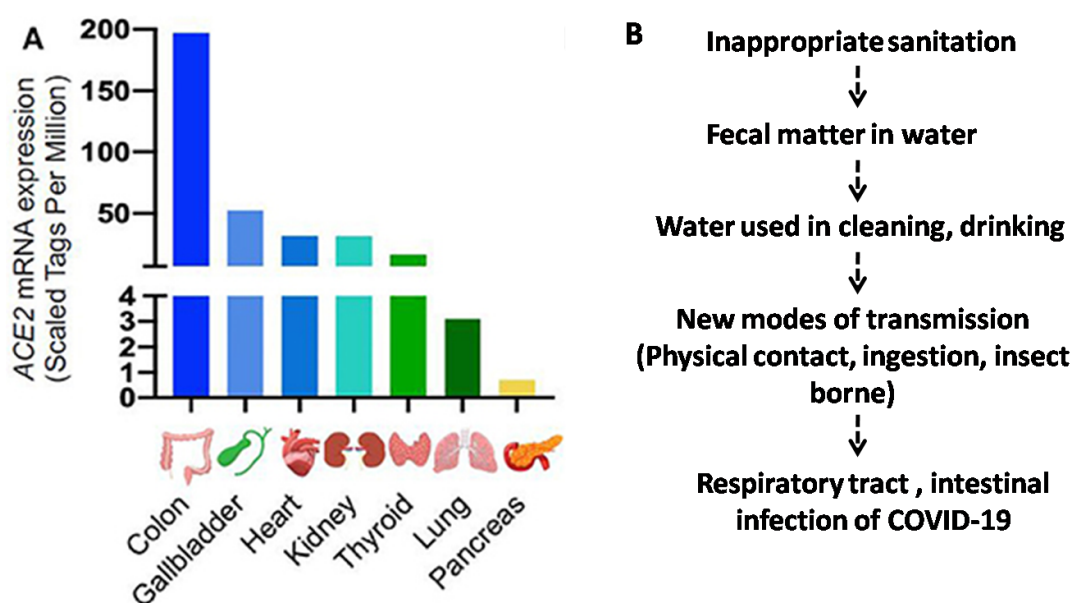 A
ACE2 mRNA expression
(Scaled Tags Per Million)
200
150
100
50
4
3
2
1
0
Colon
Gallbladder
Heart
Kidney
Thyroid
Lung
Pancreas
B
Inappropriate sanitation
Fecal matter in water
Water used in cleaning, drinking
New modes of transmission
(Physical contact, ingestion, insect
borne)
Respiratory tract , intestinal
infection of COVID-19